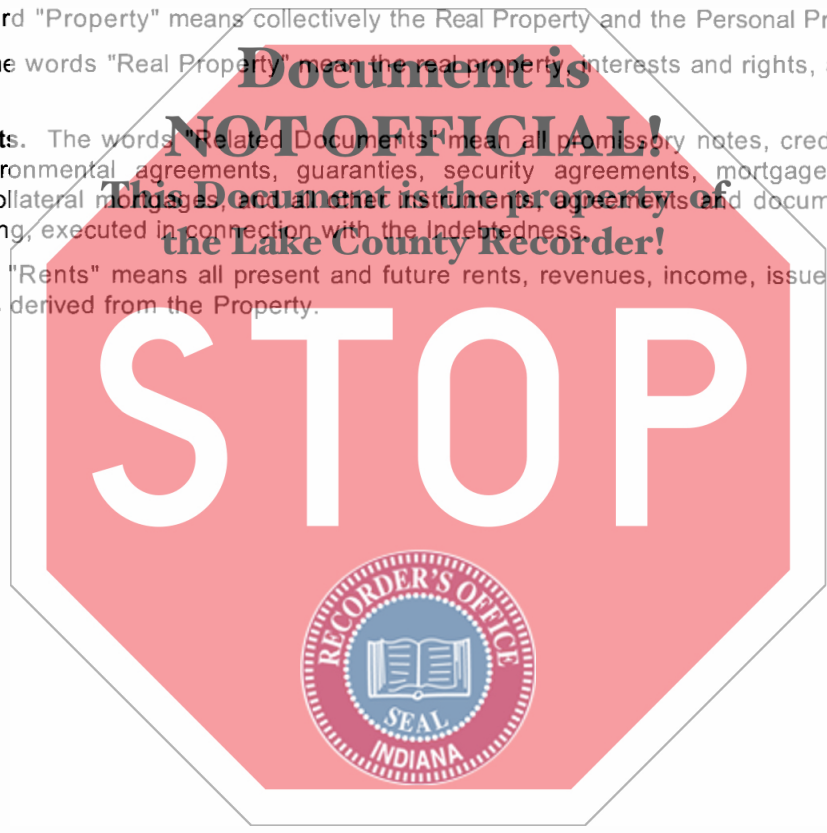 rd "Property" means collectively the Real Property and the Personal Pr
e words "Real Property" mean the real property, interests and rights,
Document is
ts. The words "Related Documents" mean all promissory notes, cred
NOT OFFICIAL!
ronmental agreements, guaranties, security agreements, mortgage
This Document is the property of
ollateral mortgages, and all other instruments, agreements and docum
ng, executed in connection with the Indebtedness.
the Lake County Recorder!
"Rents" means all present and future rents, revenues, income, issue
derived from the Property.
STOP
RECORDER'S OFFICE
SEAL
INDIANA